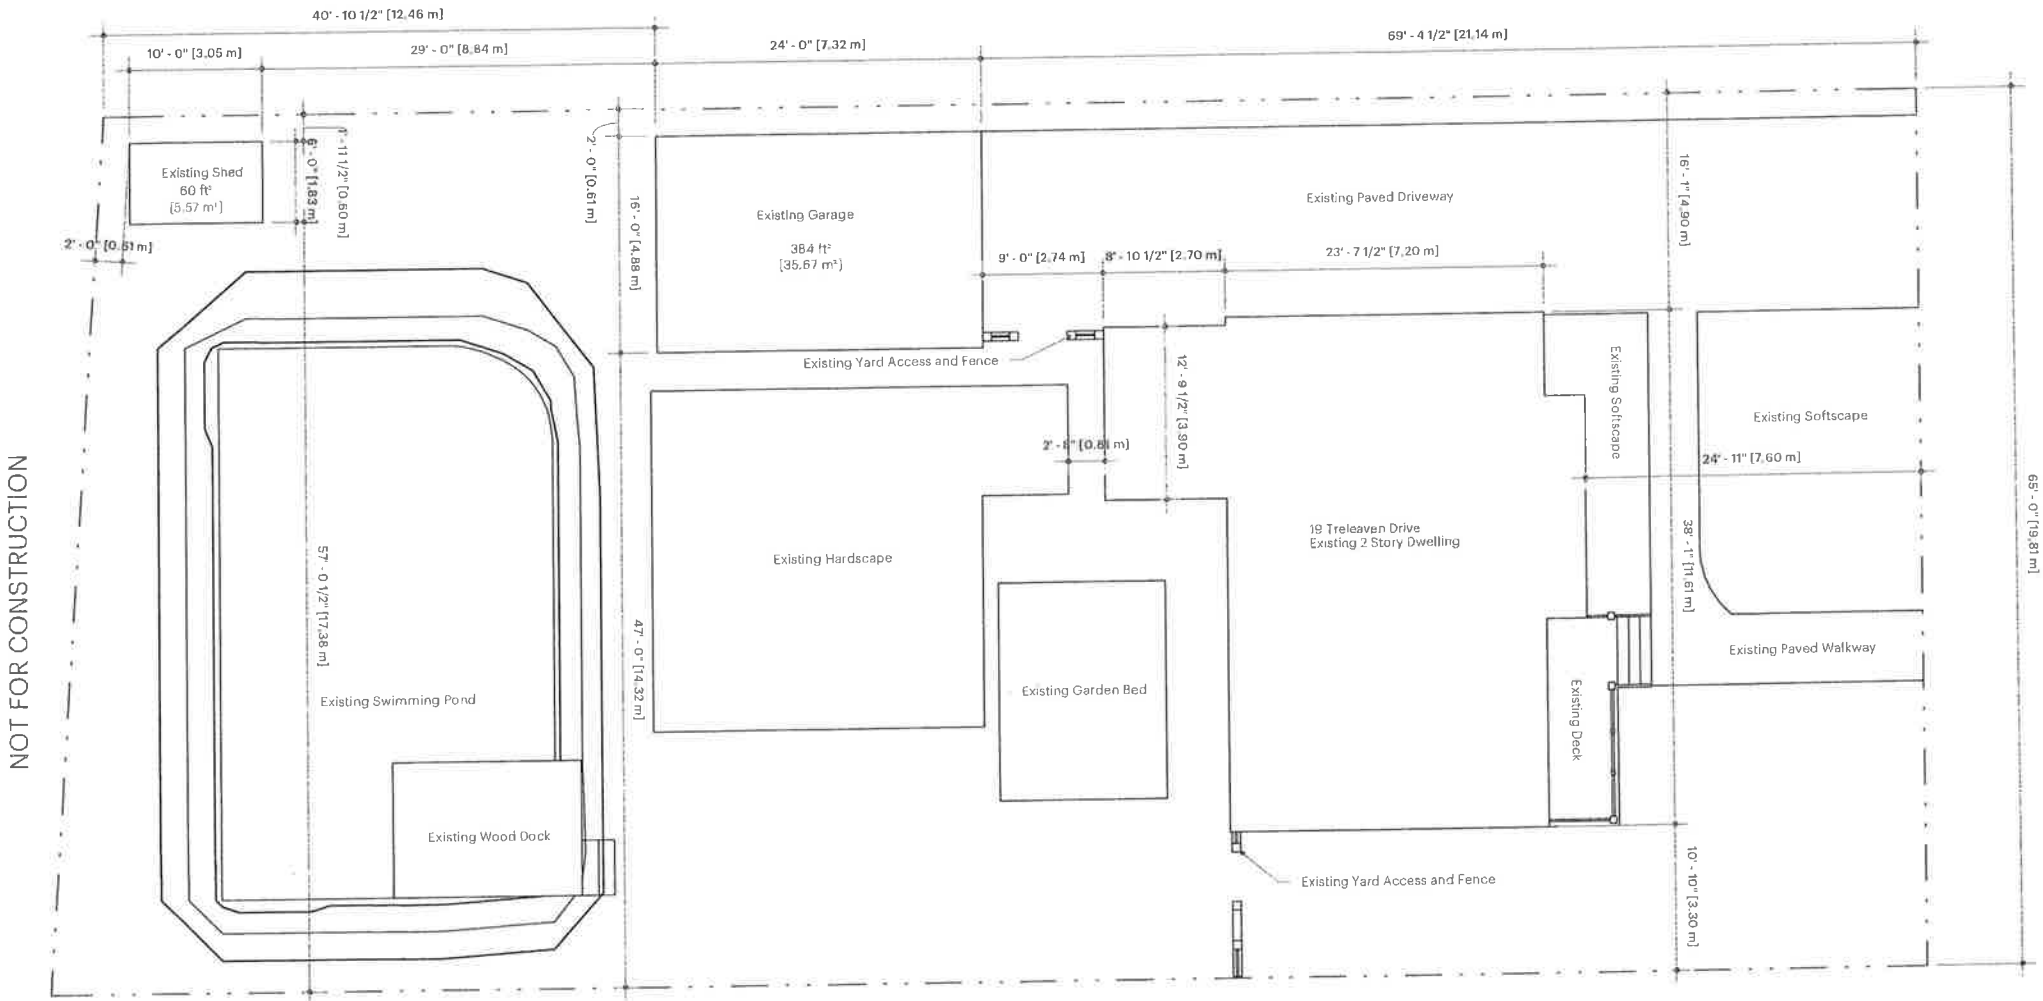 40' - 10 1/2" [12,46 m]
10' - 0" [3,05 m]
29' - 0" [8,84 m]
24' - 0" [7,32 m]
69' - 4 1/2" [21,14 m]
Existing Shed
60 ft²
[5.57 m²]
6' - 0" [1,83 m]
1' - 11 1/2" [0,60 m]
2' - 0" [0,61 m]
2' - 0" [0,61 m]
16' - 0" [4,88 m]
Existing Garage
384 ft²
[35.67 m²]
Existing Paved Driveway
16' - 1" [4,90 m]
9' - 0" [2,74 m]
8' - 10 1/2" [2,70 m]
23' - 7 1/2" [7,20 m]
Existing Yard Access and Fence
12' - 9 1/2" [3,90 m]
Existing Softscape
Existing Softscape
24' - 11" [7,60 m]
65' - 0" [19,81 m]
NOT FOR CONSTRUCTION
57' - 0 1/2" [17,38 m]
Existing Hardscape
19 Treleaven Drive
Existing 2 Story Dwelling
38' - 1" [11,61 m]
47' - 0" [14,32 m]
Existing Swimming Pond
Existing Garden Bed
Existing Deck
Existing Paved Walkway
Existing Wood Dock
Existing Yard Access and Fence
10' - 10" [3,30 m]